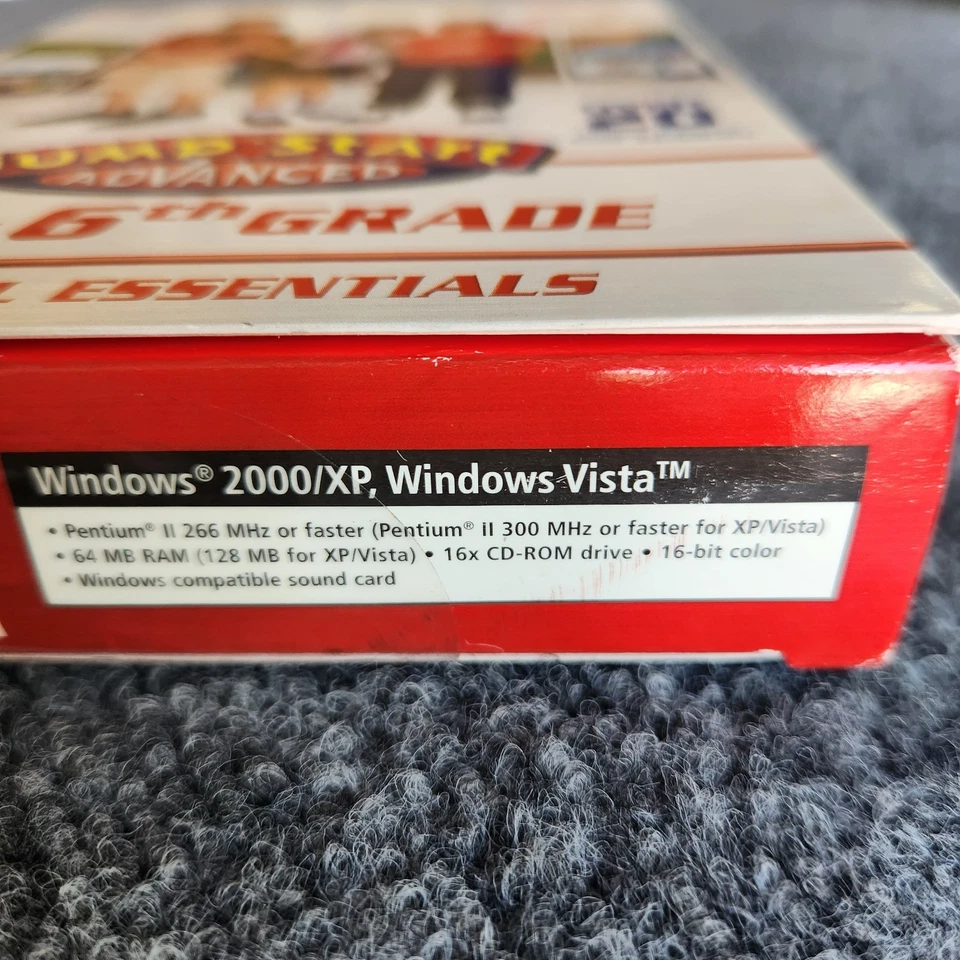 JUMP START
ADVANCED
6th GRADE
ESSENTIALS
Windows® 2000/XP, Windows Vista™
• Pentium® II 266 MHz or faster (Pentium® II 300 MHz or faster for XP/Vista)
• 64 MB RAM (128 MB for XP/Vista) • 16x CD-ROM drive • 16-bit color
• Windows compatible sound card